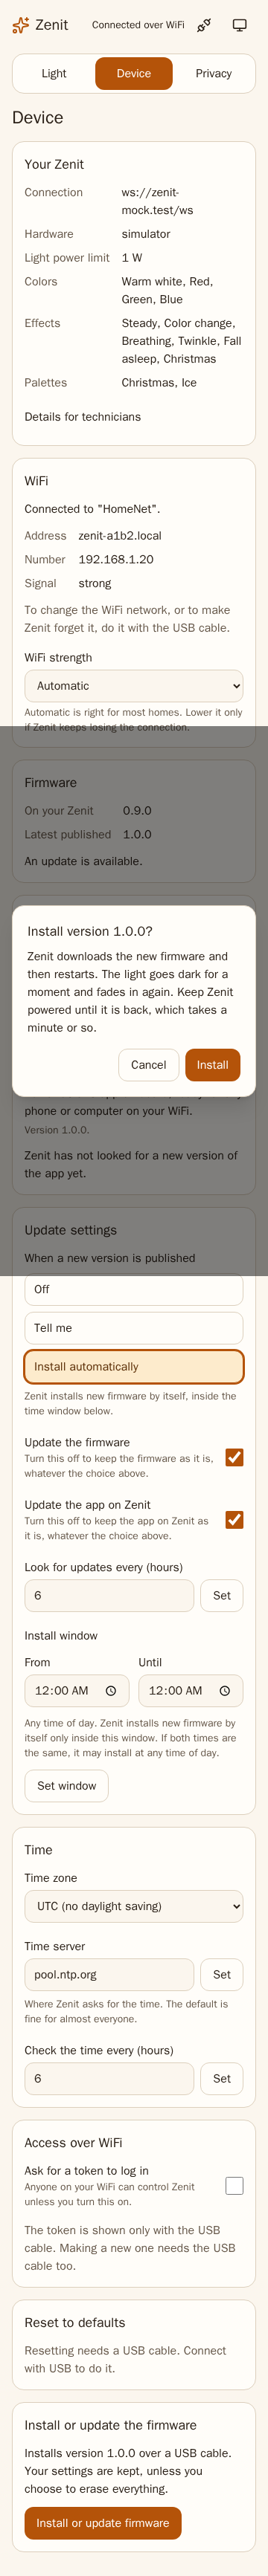 Zenit
Connected over WiFi
Light
Device
Privacy
Device
Your Zenit
Connection
ws://zenit-
mock.test/ws
Hardware
simulator
Light power limit
1 W
Colors
Warm white, Red,
Green, Blue
Effects
Steady, Color change,
Breathing, Twinkle, Fall
asleep, Christmas
Palettes
Christmas, Ice
Details for technicians
WiFi
Connected to "HomeNet".
Address
zenit-a1b2.local
Number
192.168.1.20
Signal
strong
To change the WiFi network, or to make
Zenit forget it, do it with the USB cable.
WiFi strength
Automatic
Automatic is right for most homes. Lower it only
if Zenit keeps losing the connection.
Firmware
On your Zenit
0.9.0
Latest published
1.0.0
An update is available.
Install version 1.0.0?
Zenit downloads the new firmware and
then restarts. The light goes dark for a
moment and fades in again. Keep Zenit
powered until it is back, which takes a
minute or so.
Cancel
Install
phone or computer on your WiFi.
Version 1.0.0.
Zenit has not looked for a new version of
the app yet.
Update settings
When a new version is published
Off
Tell me
Install automatically
Zenit installs new firmware by itself, inside the
time window below.
Update the firmware
Turn this off to keep the firmware as it is,
whatever the choice above.
Update the app on Zenit
Turn this off to keep the app on Zenit as
it is, whatever the choice above.
Look for updates every (hours)
6
Set
Install window
From
Until
12:00 AM
12:00 AM
Any time of day. Zenit installs new firmware by
itself only inside this window. If both times are
the same, it may install at any time of day.
Set window
Time
Time zone
UTC (no daylight saving)
Time server
pool.ntp.org
Set
Where Zenit asks for the time. The default is
fine for almost everyone.
Check the time every (hours)
6
Set
Access over WiFi
Ask for a token to log in
Anyone on your WiFi can control Zenit
unless you turn this on.
The token is shown only with the USB
cable. Making a new one needs the USB
cable too.
Reset to defaults
Resetting needs a USB cable. Connect
with USB to do it.
Install or update the firmware
Installs version 1.0.0 over a USB cable.
Your settings are kept, unless you
choose to erase everything.
Install or update firmware